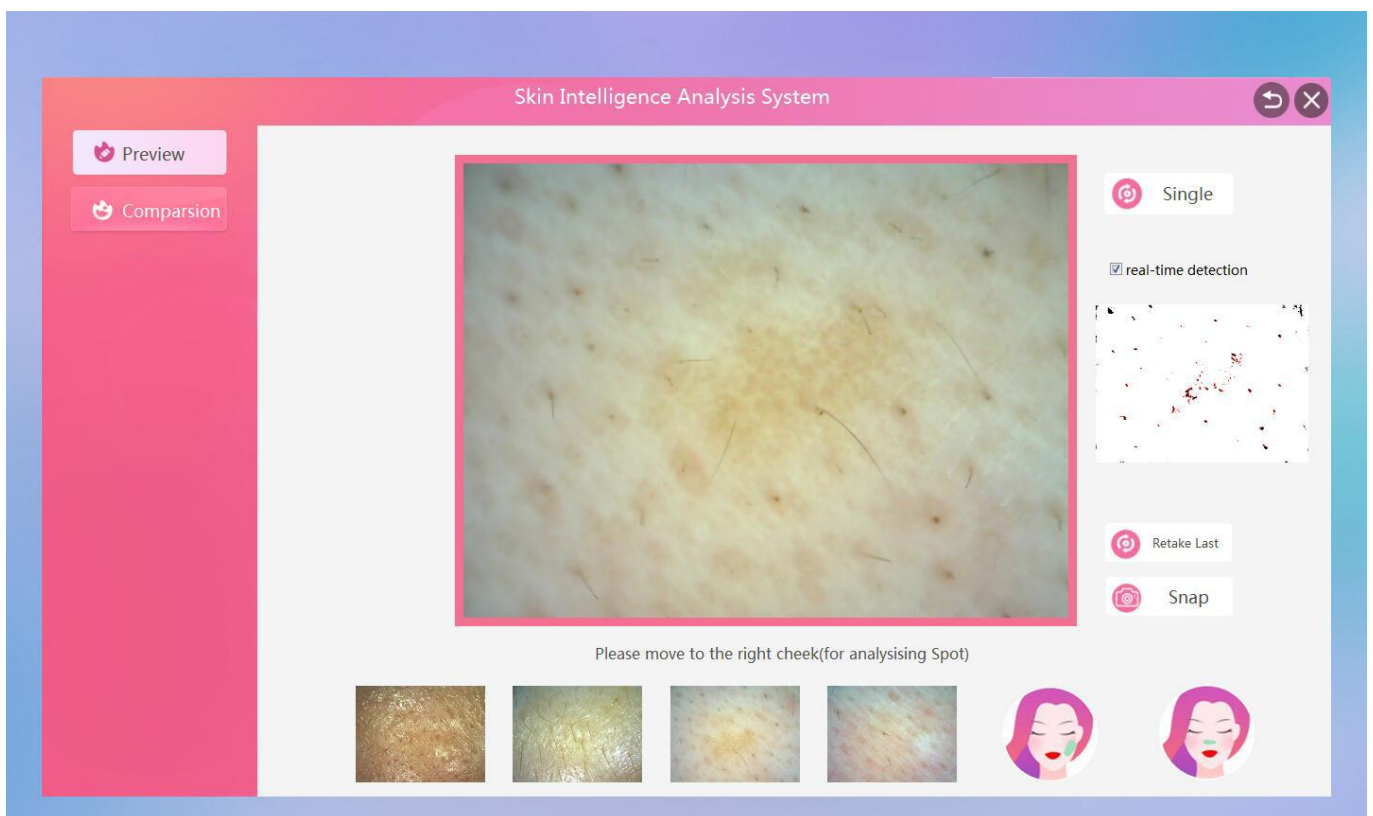 Skin Intelligence Analysis System
Preview
Comparsion
Single
real-time detection
Retake Last
Snap
Please move to the right cheek(for analysising Spot)